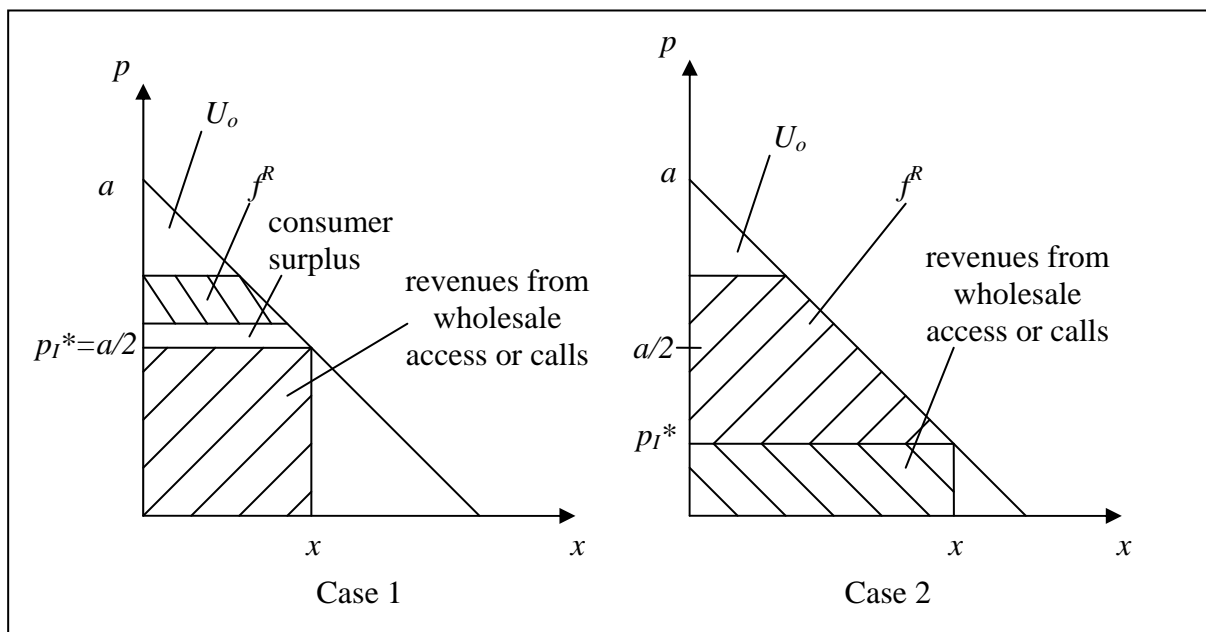 p
U_o
a
f^R
consumer
surplus
revenues from
wholesale
access or calls
p_I*=a/2
x
x
Case 1
p
U_o
a
f^R
revenues from
wholesale
access or calls
a/2
p_I*
x
x
Case 2